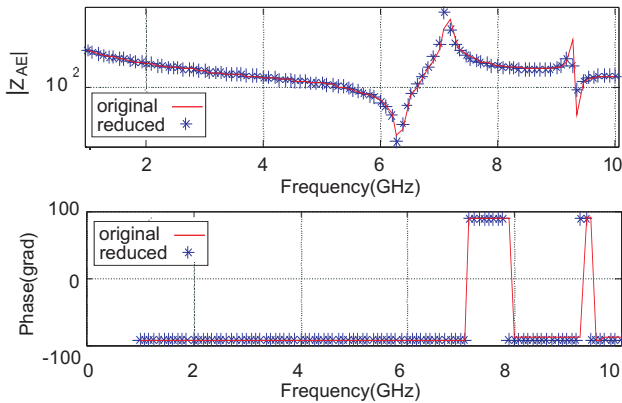 |Z_AE|
10^2
original
reduced
2 4 6 8 10
Frequency(GHz)
Phase(grad)
100
original
reduced
0
-100
0 2 4 6 8 10
Frequency(GHz)